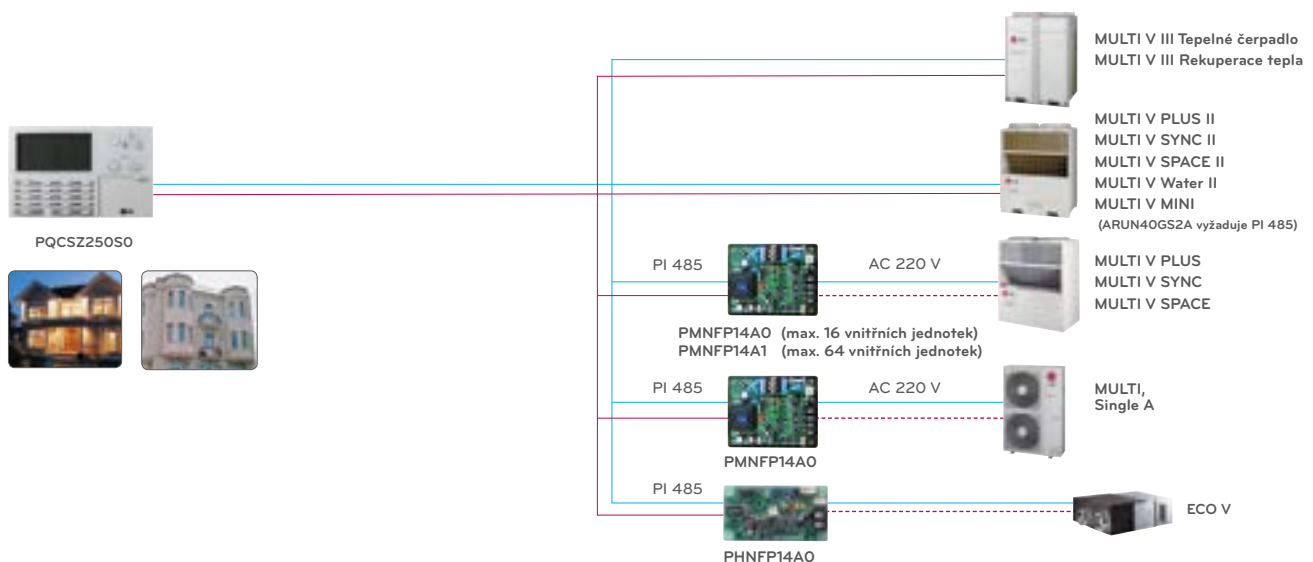 MULTI V III Tepelné čerpadlo
MULTI V III Rekuperace tepla
MULTI V PLUS II
MULTI V SYNC II
MULTI V SPACE II
MULTI V Water II
MULTI V MINI
(ARUN40GS2A vyžaduje PI 485)
PQCSZ250S0
PI 485
AC 220 V
MULTI V PLUS
MULTI V SYNC
MULTI V SPACE
PMNFP14A0 (max. 16 vnitřních jednotek)
PMNFP14A1 (max. 64 vnitřních jednotek)
PI 485
AC 220 V
MULTI,
Single A
PMNFP14A0
PI 485
ECO V
PHNFP14A0